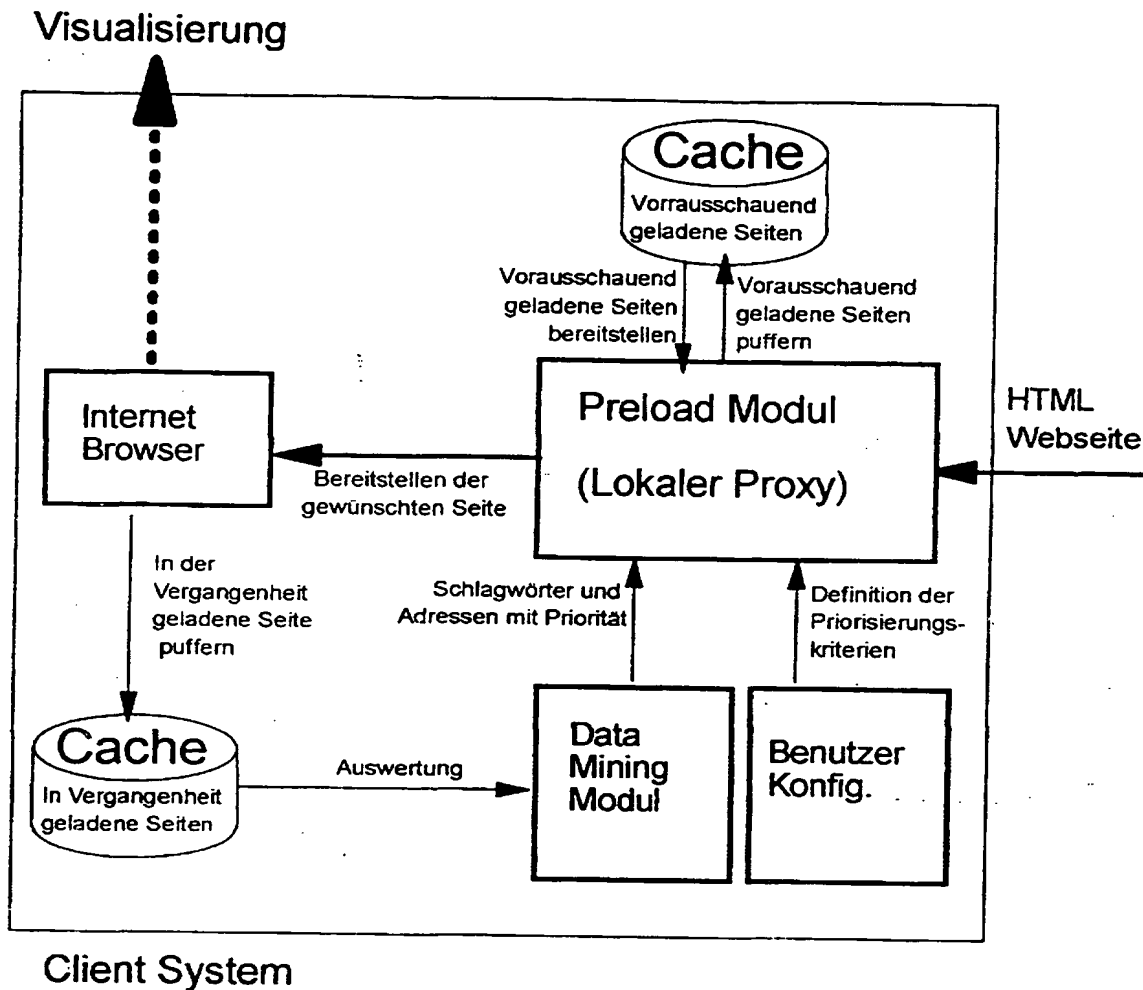 Visualisierung
Cache
Vorrausschauend
geladene Seiten
Vorausschauend
geladene Seiten
bereitstellen
Vorausschauend
geladene Seiten
puffern
Internet
Browser
Preload Modul
(Lokaler Proxy)
HTML
Webseite
Bereitstellen der
gewünschten Seite
In der
Vergangenheit
geladene Seite
puffern
Schlagwörter und
Adressen mit Priorität
Definition der
Priorisierungs-
kriterien
Cache
In Vergangenheit
geladene Seiten
Auswertung
Data
Mining
Modul
Benutzer
Konfig.
Client System